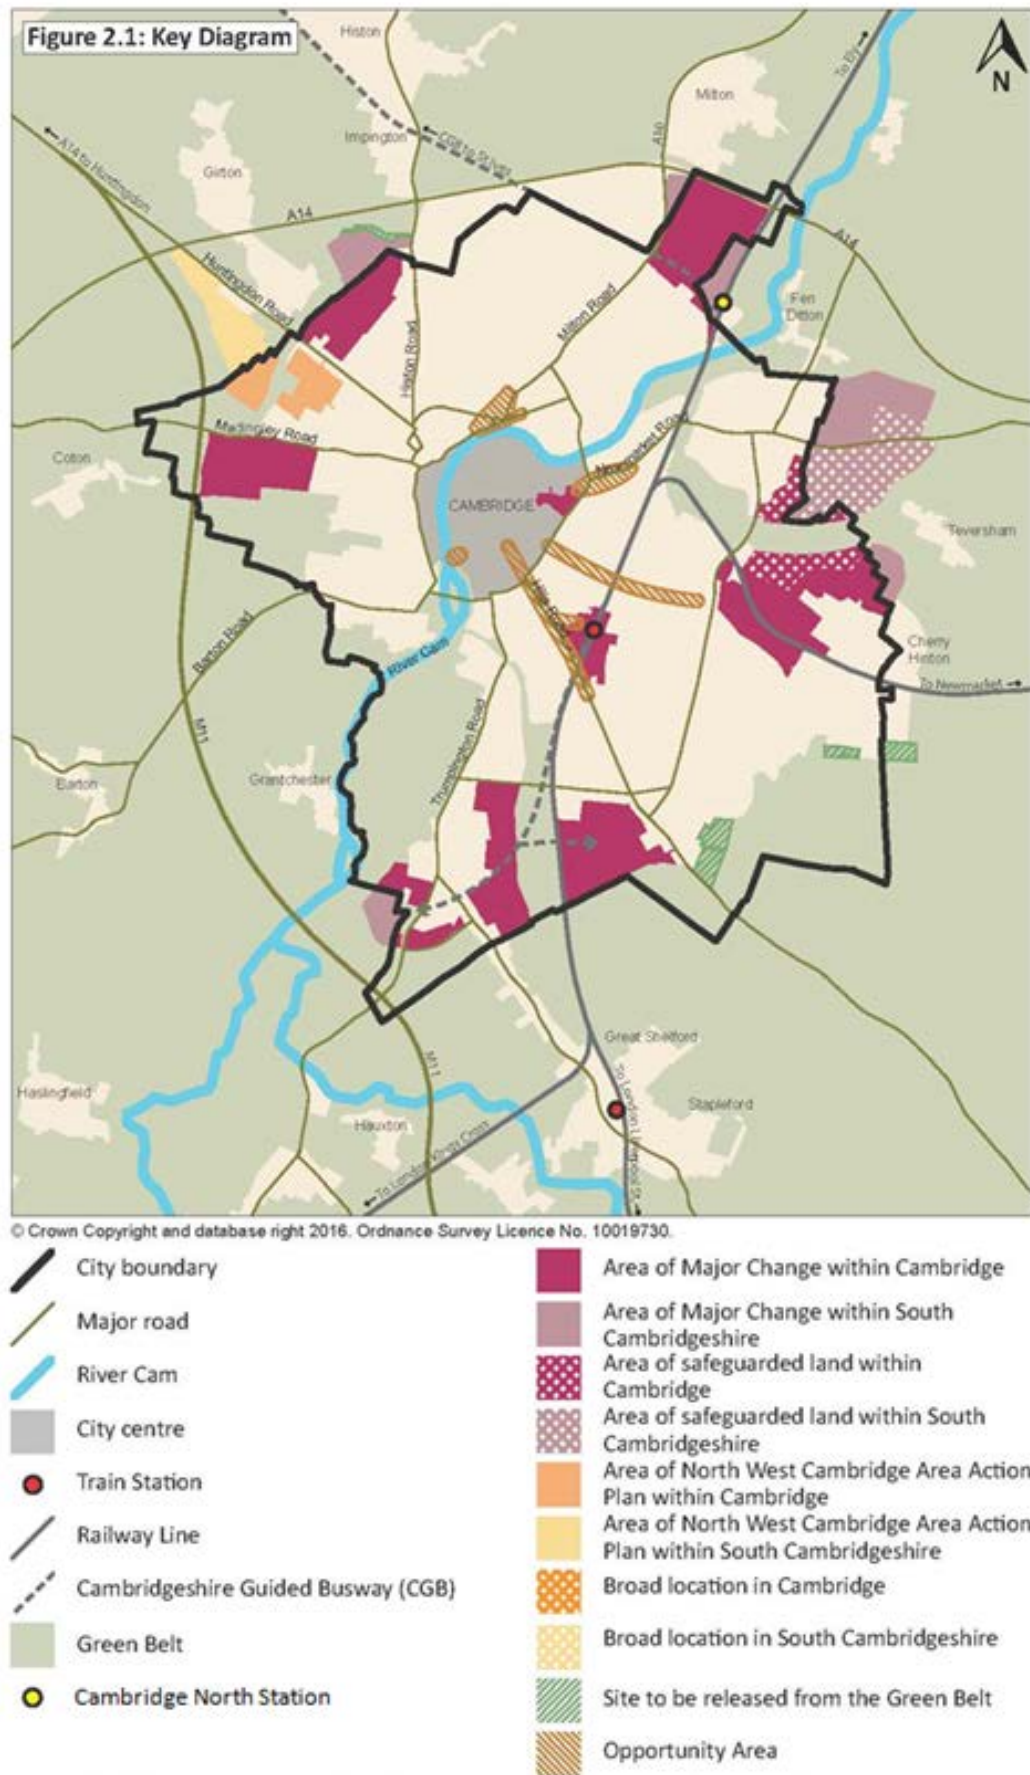 Figure 2.1: Key Diagram
N
Histon
Milton
To Ely
Impington
A10
CGB to St Ives
A14 to Huntingdon
Girton
A14
A14
Huntingdon Road
Histon Road
Milton Road
Fen
Ditton
Madingley Road
Newmarket Road
Coton
CAMBRIDGE
Teversham
Hills Road
Barton Road
River Cam
Cherry
Hinton
To Newmarket
M11
Trumpington Road
Barton
Grantchester
Great Shelford
M11
Haslingfield
Hauxton
Stapleford
To London Kings Cross
To London Liverpool St
© Crown Copyright and database right 2016. Ordnance Survey Licence No. 10019730.
City boundary
Major road
River Cam
City centre
Train Station
Railway Line
Cambridgeshire Guided Busway (CGB)
Green Belt
Cambridge North Station
Area of Major Change within Cambridge
Area of Major Change within South
Cambridgeshire
Area of safeguarded land within
Cambridge
Area of safeguarded land within South
Cambridgeshire
Area of North West Cambridge Area Action
Plan within Cambridge
Area of North West Cambridge Area Action
Plan within South Cambridgeshire
Broad location in Cambridge
Broad location in South Cambridgeshire
Site to be released from the Green Belt
Opportunity Area